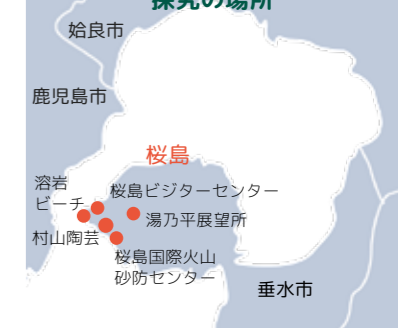 探究の場所
姶良市
鹿児島市
桜島
溶岩
ビーチ
桜島ビジターセンター
湯乃平展望所
村山陶芸
桜島国際火山
砂防センター
垂水市